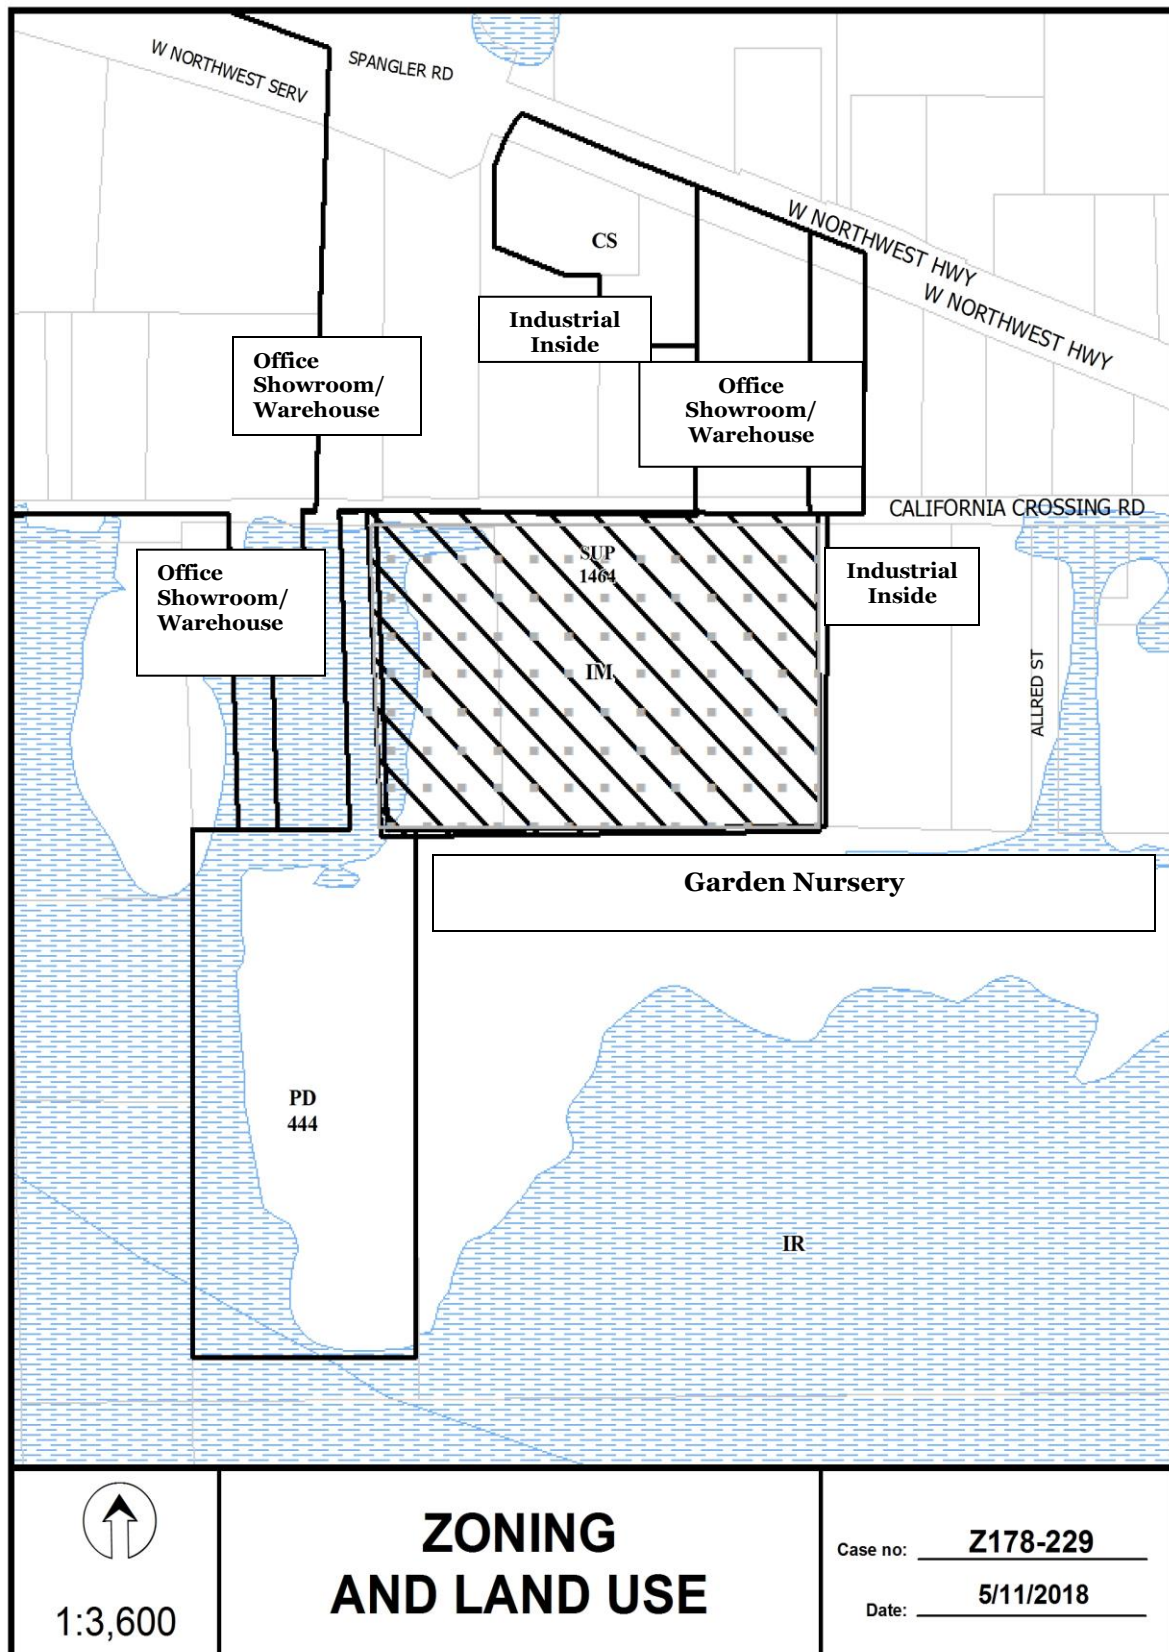 W NORTHWEST SERV
SPANGLER RD
W NORTHWEST HWY
W NORTHWEST HWY
CS
Industrial
Inside
Office
Showroom/
Warehouse
Office
Showroom/
Warehouse
CALIFORNIA CROSSING RD
SUP
1464
Office
Showroom/
Warehouse
Industrial
Inside
IM
ALLRED ST
Garden Nursery
PD
444
IR
1:3,600
ZONING
AND LAND USE
Case no: Z178-229
Date: 5/11/2018